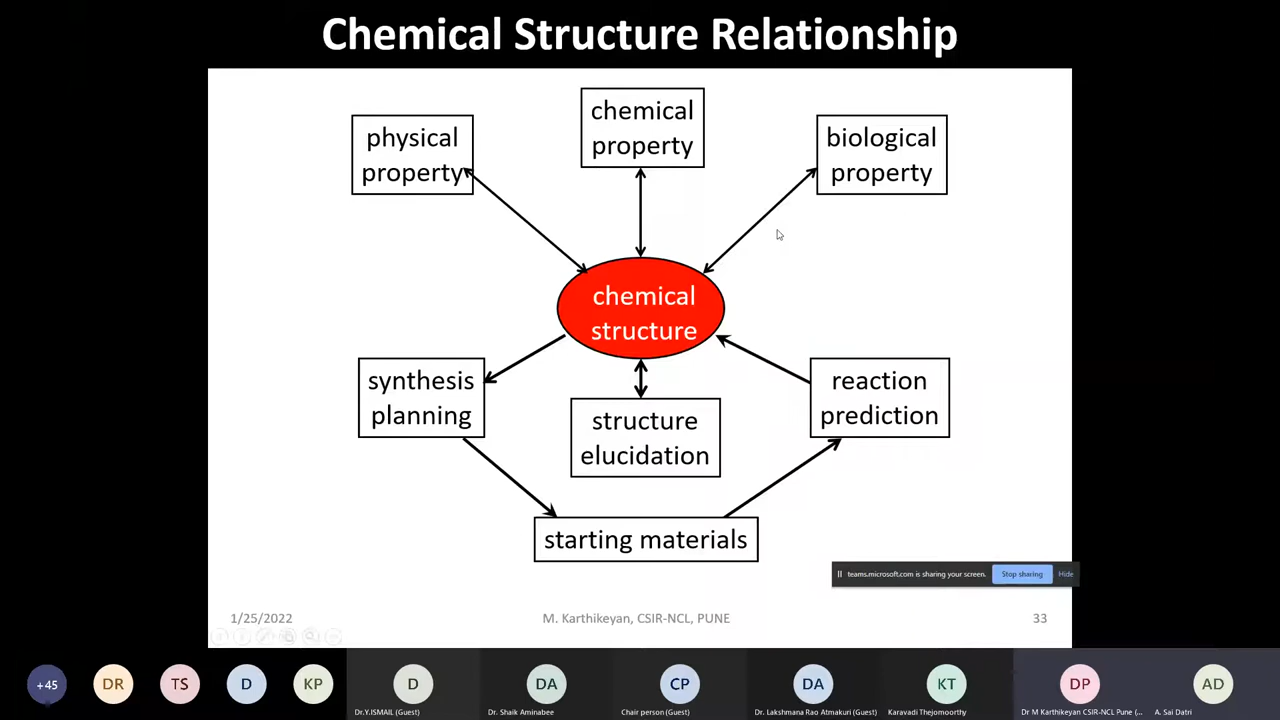 Chemical Structure Relationship
physical
property
chemical
property
biological
property
chemical
structure
synthesis
planning
structure
elucidation
reaction
prediction
starting materials
teams.microsoft.com is sharing your screen.
Stop sharing
Hide
1/25/2022
M. Karthikeyan, CSIR-NCL, PUNE
33
+45
DR
TS
D
KP
D
DA
CP
DA
KT
DP
AD
Dr.Y.ISMAIL (Guest)
Dr. Shaik Aminabee
Chair person (Guest)
Dr. Lakshmana Rao Atmakuri (Guest)
Karavadi Thejomoorthy
Dr M Karthikeyan CSIR-NCL Pune (...
A. Sai Datri